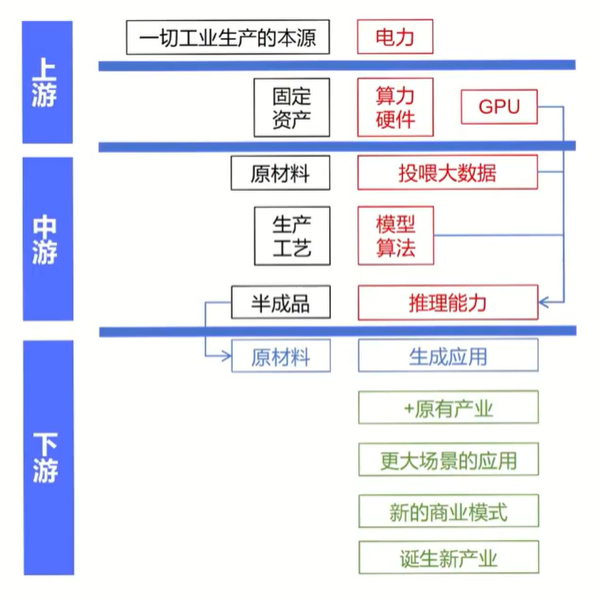 上游
一切工业生产的本源
电力
固定
资产
算力
硬件
GPU
中游
原材料
投喂大数据
生产
工艺
模型
算法
半成品
推理能力
下游
原材料
生成应用
+原有产业
更大场景的应用
新的商业模式
诞生新产业